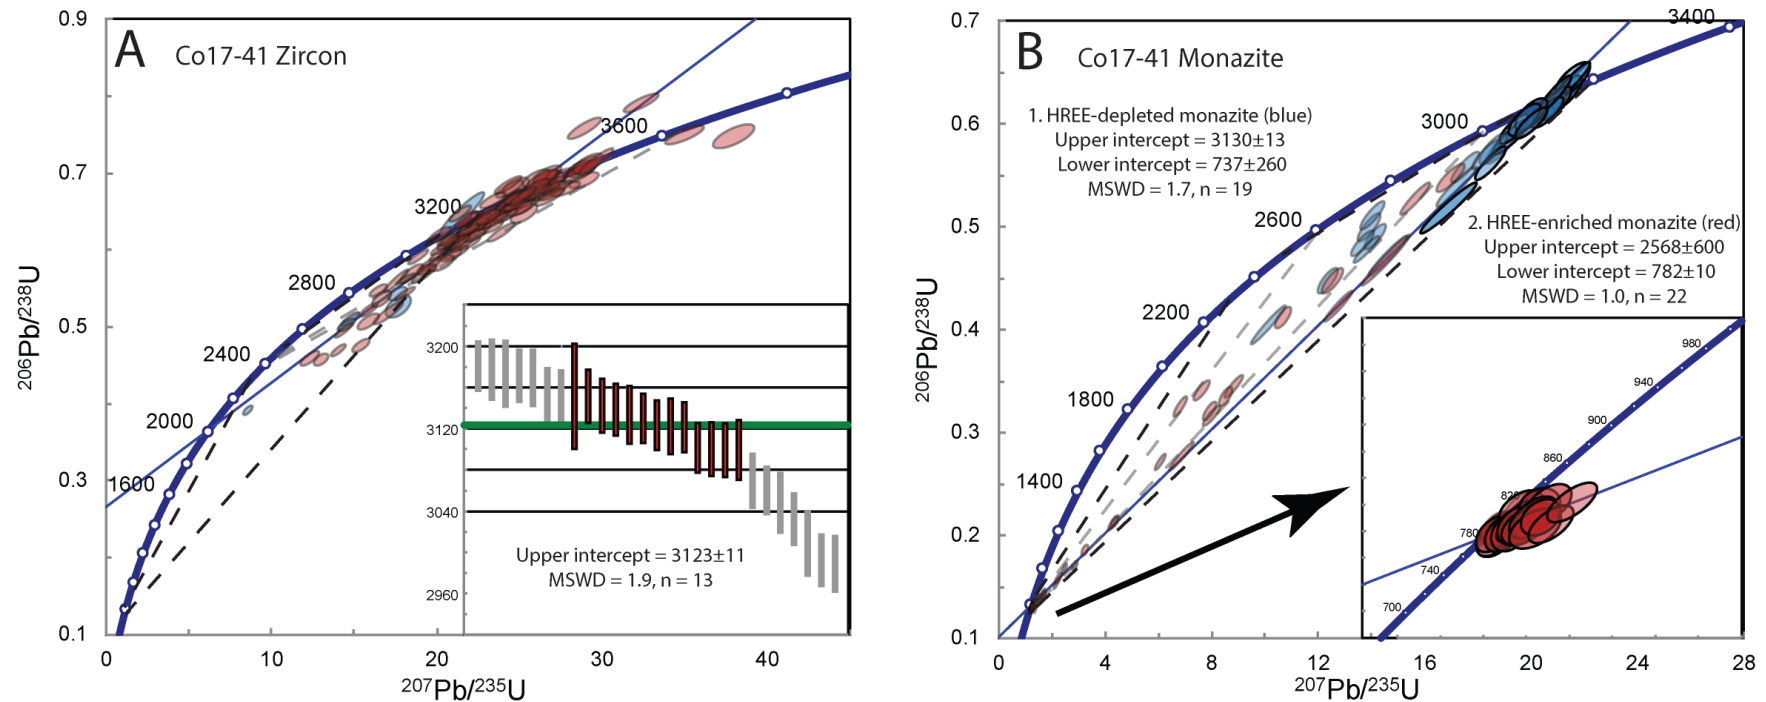 A
Co17-41 Zircon
0.9
0.7
0.5
0.3
0.1
206Pb/238U
3600
3200
2800
2400
2000
1600
3200
3120
3040
2960
Upper intercept = 3123±11
MSWD = 1.9, n = 13
0
10
20
30
40
207Pb/235U
B
Co17-41 Monazite
0.7
0.6
0.5
0.4
0.3
0.2
0.1
206Pb/238U
3400
3000
2600
2200
1800
1400
1. HREE-depleted monazite (blue)
Upper intercept = 3130±13
Lower intercept = 737±260
MSWD = 1.7, n = 19
2. HREE-enriched monazite (red)
Upper intercept = 2568±600
Lower intercept = 782±10
MSWD = 1.0, n = 22
980
940
900
860
820
780
740
700
0
4
8
12
16
20
24
28
207Pb/235U